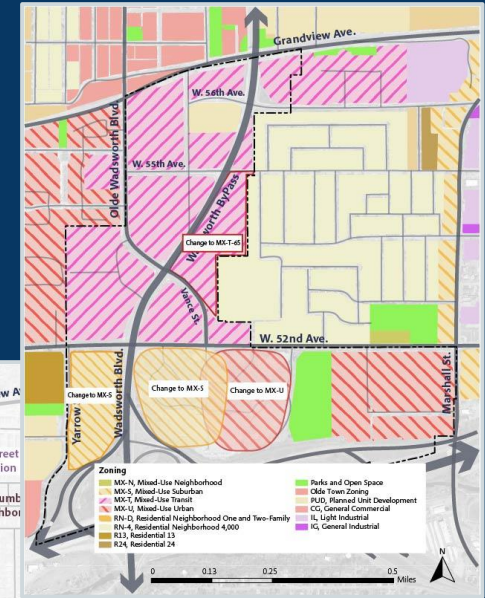 Grandview Ave.
W. 56th Ave.
Olde Wadsworth Blvd.
W. 55th Ave.
Change to MX-T-65
Vance St.
W. 52nd Ave.
Change to MX-S
Change to MX-S
Change to MX-U
Yarrow
Wadsworth Blvd.
Marshall St.
Zoning
MX-N, Mixed-Use Neighborhood
MX-S, Mixed-Use Suburban
MX-T, Mixed-Use Transit
MX-U, Mixed-Use Urban
RN-D, Residential Neighborhood One and Two-Family
RN-4, Residential Neighborhood 4,000
R13, Residential 13
R24, Residential 24
Parks and Open Space
Olde Town Zoning
PUD, Planned Unit Development
CG, General Commercial
IL, Light Industrial
IG, General Industrial
0 0.13 0.25 0.5
Miles
N